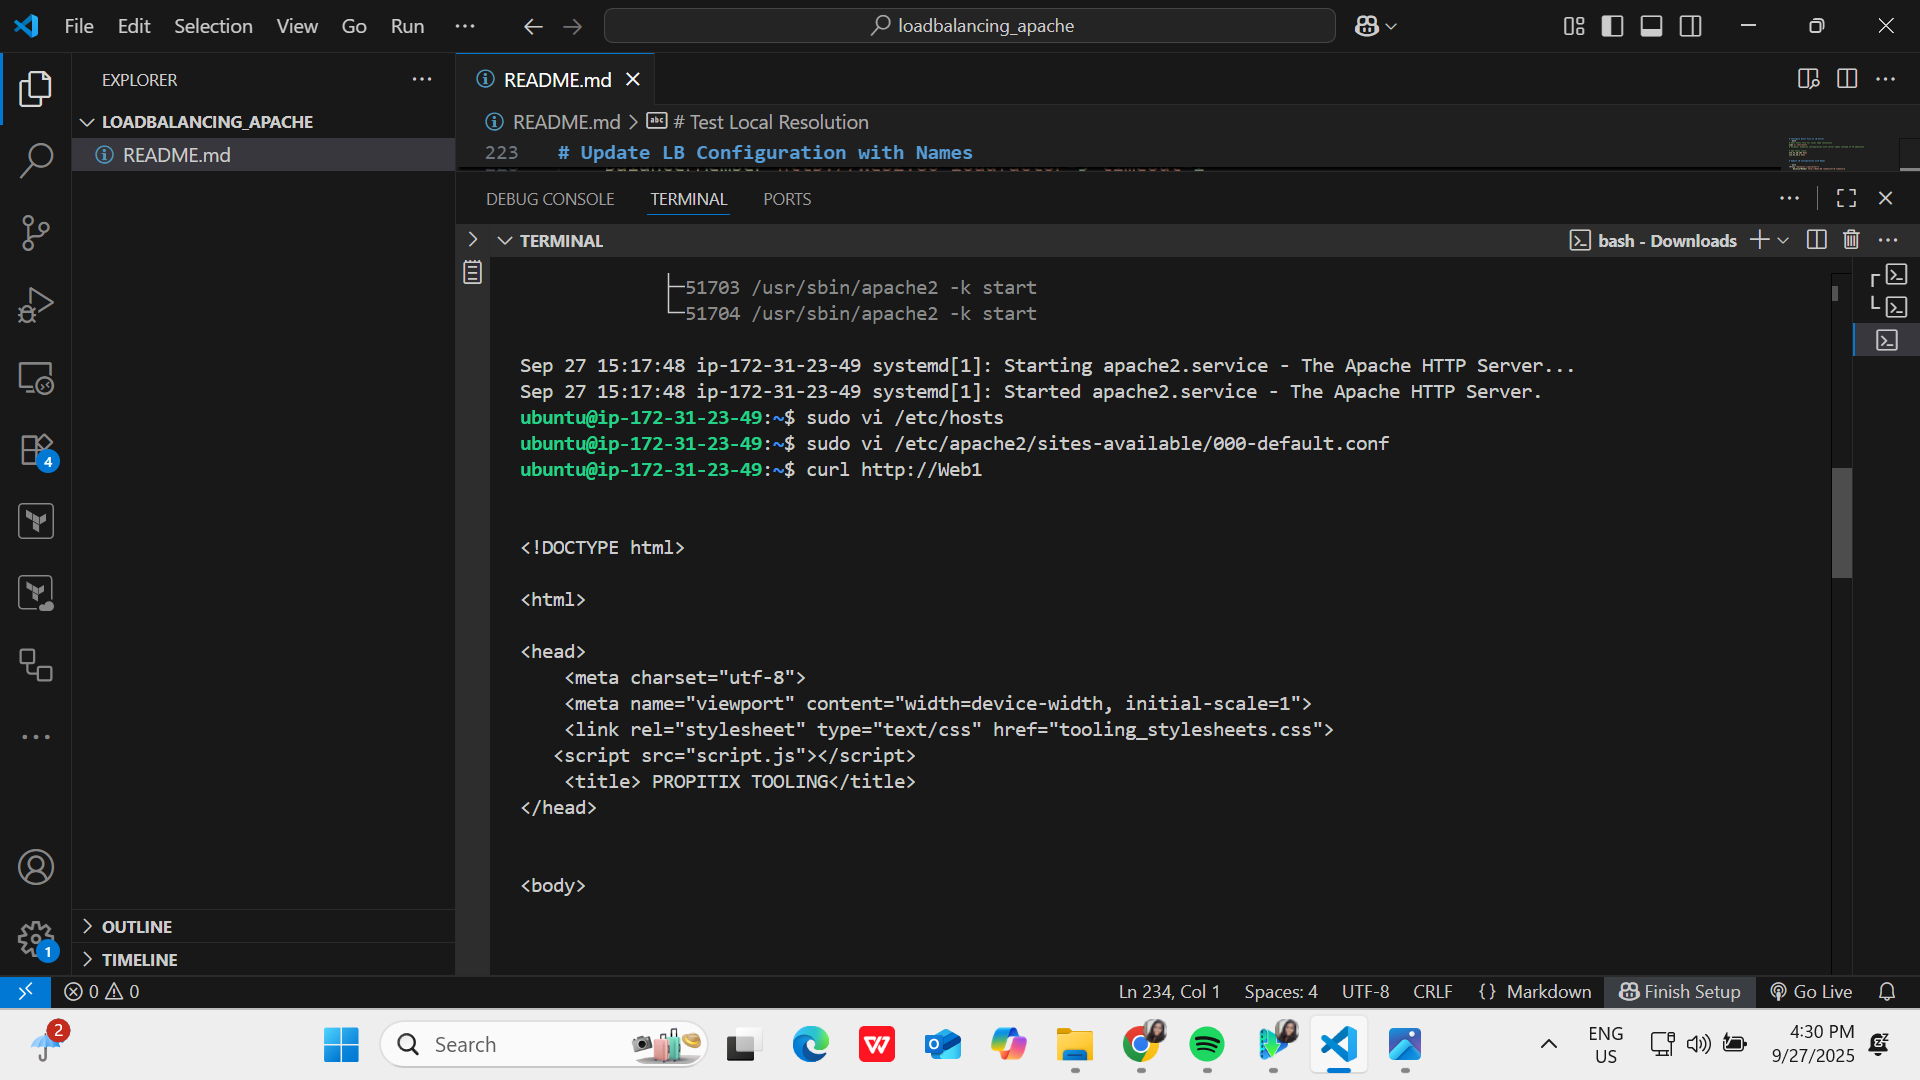 File Edit Selection View Go Run
loadbalancing_apache
EXPLORER
LOADBALANCING_APACHE
README.md
README.md
README.md > # Test Local Resolution
223 # Update LB Configuration with Names
DEBUG CONSOLE TERMINAL PORTS
TERMINAL
bash - Downloads
├─51703 /usr/sbin/apache2 -k start
└─51704 /usr/sbin/apache2 -k start
Sep 27 15:17:48 ip-172-31-23-49 systemd[1]: Starting apache2.service - The Apache HTTP Server...
Sep 27 15:17:48 ip-172-31-23-49 systemd[1]: Started apache2.service - The Apache HTTP Server.
ubuntu@ip-172-31-23-49:~$ sudo vi /etc/hosts
ubuntu@ip-172-31-23-49:~$ sudo vi /etc/apache2/sites-available/000-default.conf
ubuntu@ip-172-31-23-49:~$ curl http://Web1
<!DOCTYPE html>
<html>
<head>
    <meta charset="utf-8">
    <meta name="viewport" content="width=device-width, initial-scale=1">
    <link rel="stylesheet" type="text/css" href="tooling_stylesheets.css">
   <script src="script.js"></script>
    <title> PROPITIX TOOLING</title>
</head>
<body>
4
1
OUTLINE
TIMELINE
0 0
Ln 234, Col 1 Spaces: 4 UTF-8 CRLF {} Markdown Finish Setup Go Live
2
Search
ENG
US
4:30 PM
9/27/2025